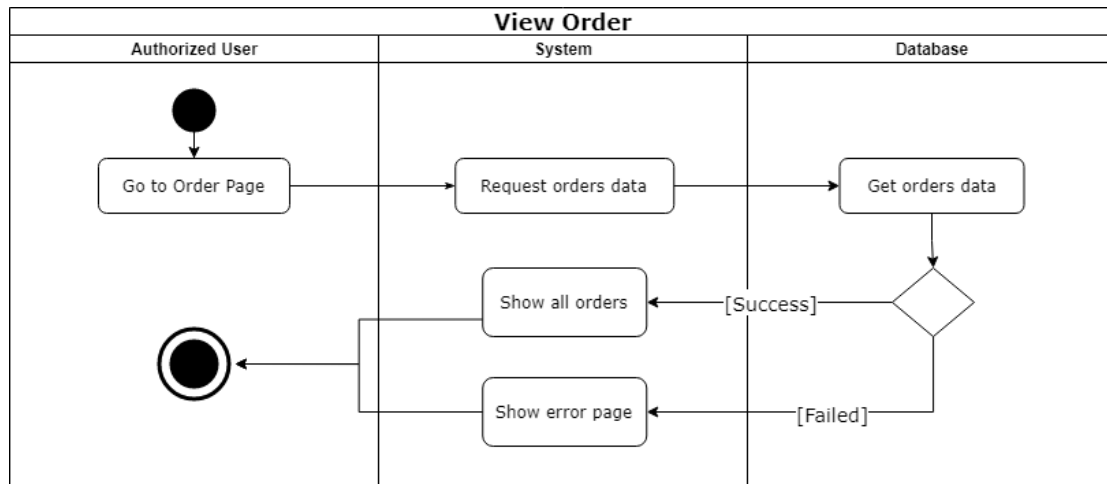 View Order
Authorized User
System
Database
Go to Order Page
Request orders data
Get orders data
Show all orders
[Success]
Show error page
[Failed]